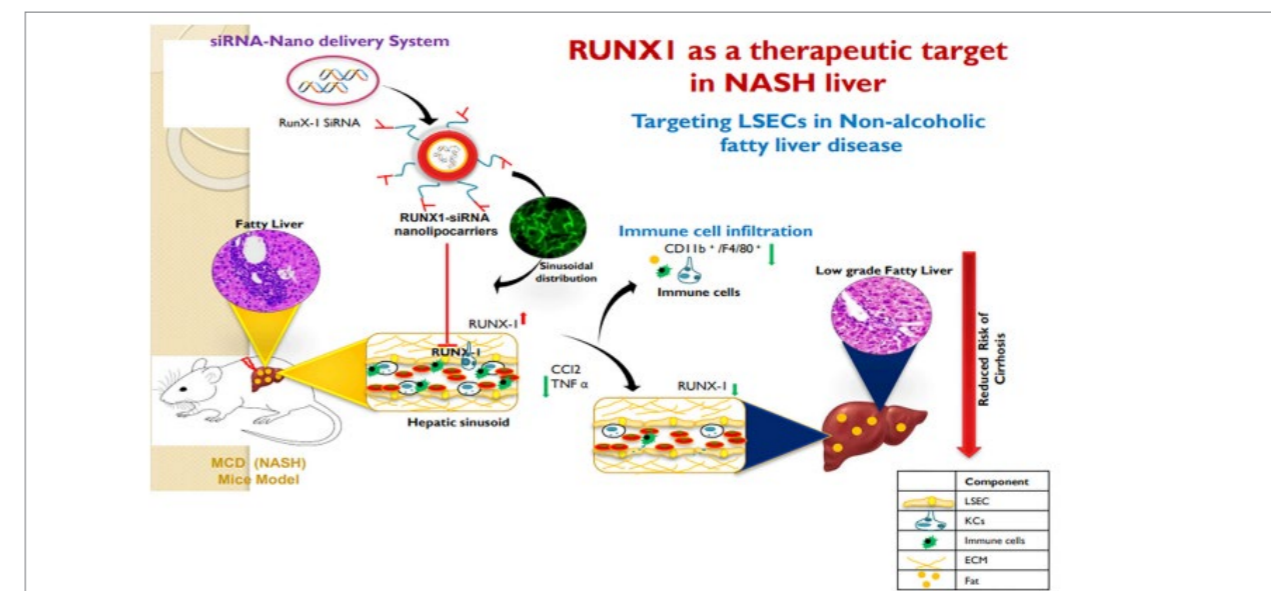 siRNA-Nano delivery System
RunX-1 SiRNA
RUNX1-siRNA
nanolipocarriers
Sinusoidal
distribution
RUNX1 as a therapeutic target
in NASH liver
Targeting LSECs in Non-alcoholic
fatty liver disease
Fatty Liver
Immune cell infiltration
CD11b + /F4/80 +
Immune cells
Low grade Fatty Liver
Reduced Risk of
Cirrhosis
RUNX-1
RUNX-1
Hepatic sinusoid
CCl2
TNF α
RUNX-1
MCD (NASH)
Mice Model
Component
LSEC
KCs
Immune cells
ECM
Fat